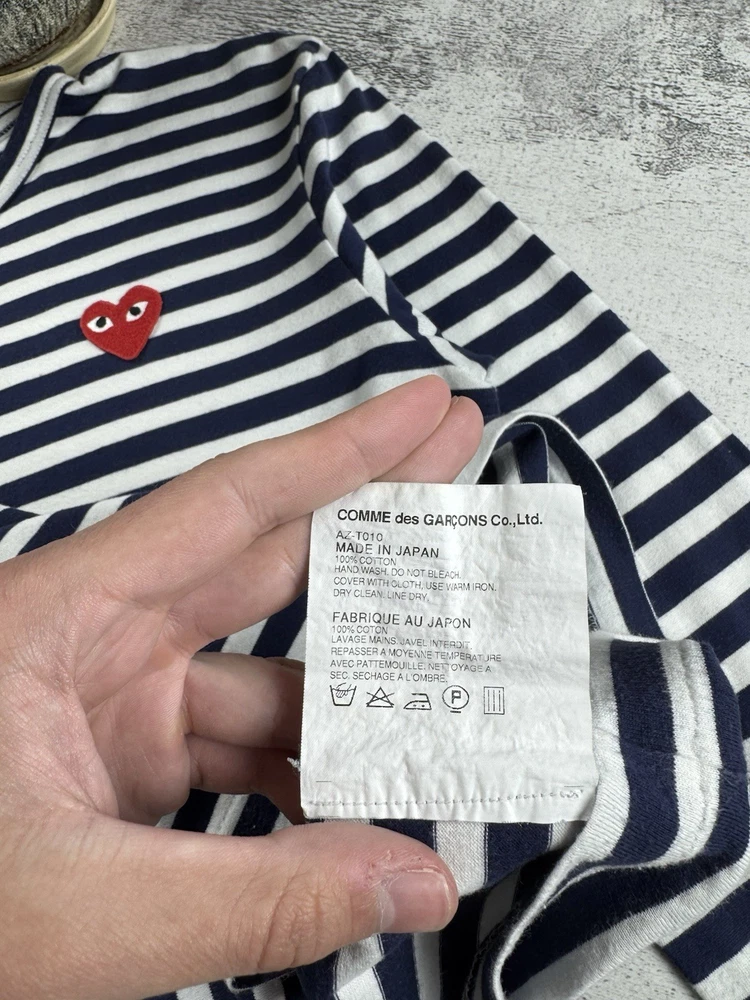 COMME des GARÇONS Co.,Ltd.
AZ-T010
MADE IN JAPAN
100% COTTON
HAND WASH. DO NOT BLEACH.
COVER WITH CLOTH, USE WARM IRON.
DRY CLEAN. LINE DRY.
FABRIQUE AU JAPON
100% COTON
LAVAGE MAINS. JAVEL INTERDIT.
REPASSER A MOYENNE TEMPERATURE
AVEC PATTEMOUILLE. NETTOYAGE A
SEC. SECHAGE A L'OMBRE.
P